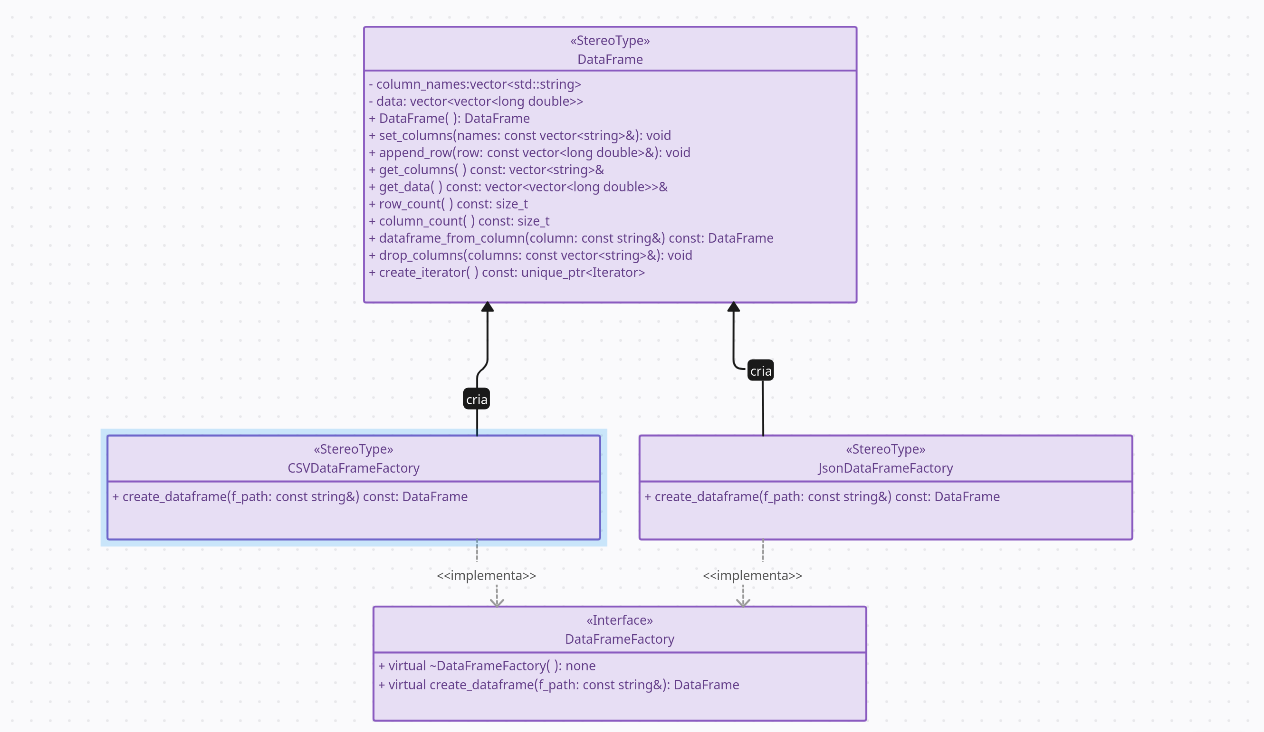 «StereoType»
DataFrame
- column_names:vector<std::string>
- data: vector<vector<long double>>
+ DataFrame( ): DataFrame
+ set_columns(names: const vector<string>&): void
+ append_row(row: const vector<long double>&): void
+ get_columns( ) const: vector<string>&
+ get_data( ) const: vector<vector<long double>>&
+ row_count( ) const: size_t
+ column_count( ) const: size_t
+ dataframe_from_column(column: const string&) const: DataFrame
+ drop_columns(columns: const vector<string>&): void
+ create_iterator( ) const: unique_ptr<Iterator>
cria
cria
«StereoType»
CSVDataFrameFactory
+ create_dataframe(f_path: const string&) const: DataFrame
«StereoType»
JsonDataFrameFactory
+ create_dataframe(f_path: const string&) const: DataFrame
<<implementa>>
<<implementa>>
«Interface»
DataFrameFactory
+ virtual ~DataFrameFactory( ): none
+ virtual create_dataframe(f_path: const string&): DataFrame